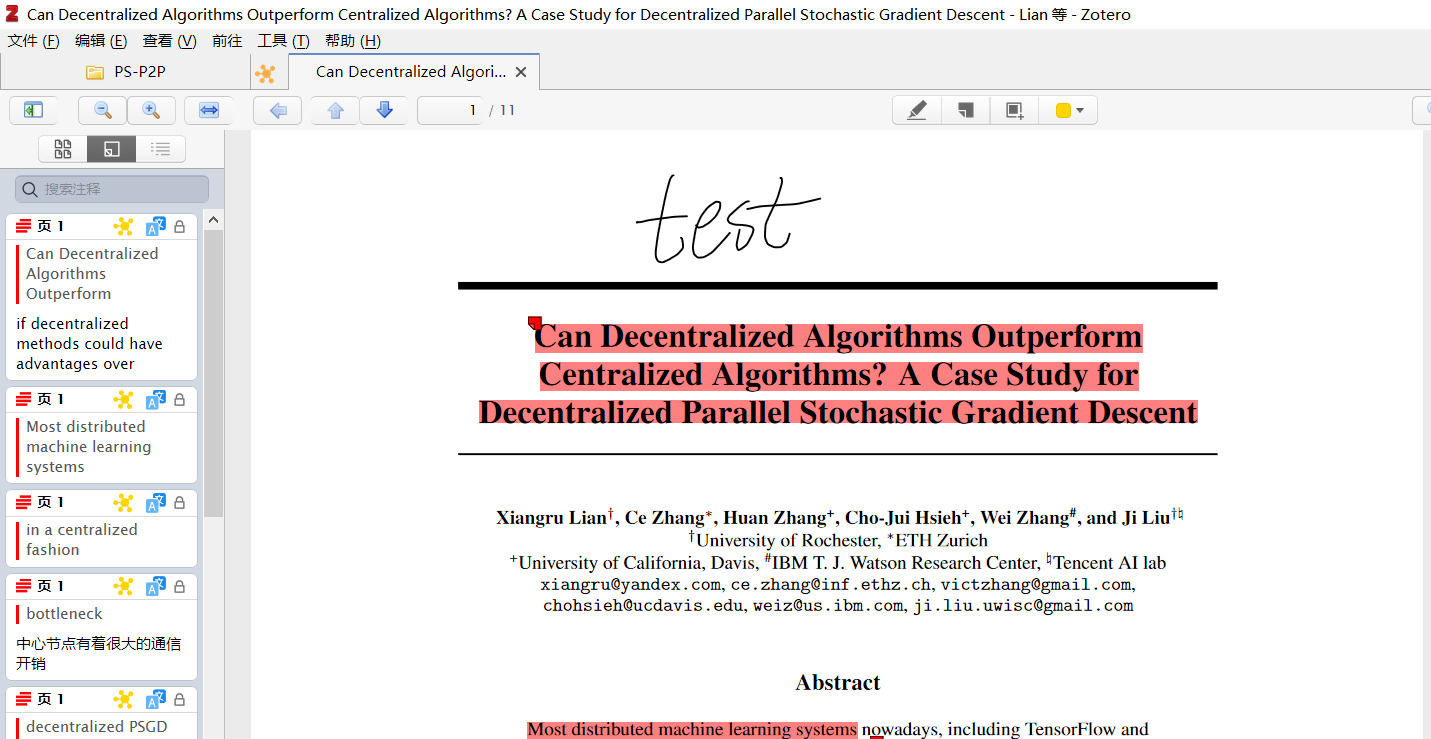 Can Decentralized Algorithms Outperform Centralized Algorithms? A Case Study for Decentralized Parallel Stochastic Gradient Descent - Lian 等 - Zotero
文件 (F) 编辑 (E) 查看 (V) 前往 工具 (T) 帮助 (H)
PS-P2P
Can Decentralized Algori...
1 / 11
搜索注释
页 1
Can Decentralized
Algorithms
Outperform
if decentralized
methods could have
advantages over
页 1
Most distributed
machine learning
systems
页 1
in a centralized
fashion
页 1
bottleneck
中心节点有着很大的通信
开销
页 1
decentralized PSGD
test
Can Decentralized Algorithms Outperform
Centralized Algorithms? A Case Study for
Decentralized Parallel Stochastic Gradient Descent
Xiangru Lian†, Ce Zhang*, Huan Zhang+, Cho-Jui Hsieh+, Wei Zhang#, and Ji Liu†♮
†University of Rochester, *ETH Zurich
+University of California, Davis, #IBM T. J. Watson Research Center, ♮Tencent AI lab
xiangru@yandex.com, ce.zhang@inf.ethz.ch, victzhang@gmail.com,
chohsieh@ucdavis.edu, weiz@us.ibm.com, ji.liu.uwisc@gmail.com
Abstract
Most distributed machine learning systems nowadays, including TensorFlow and